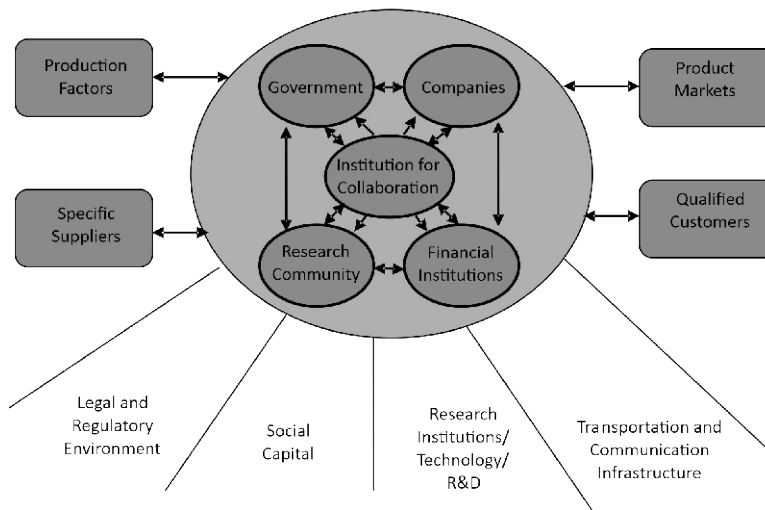 Production
Factors
Government
Companies
Product
Markets
Institution for
Collaboration
Specific
Suppliers
Qualified
Customers
Research
Community
Financial
Institutions
Legal and
Regulatory
Environment
Social
Capital
Research
Institutions/
Technology/
R&D
Transportation and
Communication
Infrastructure